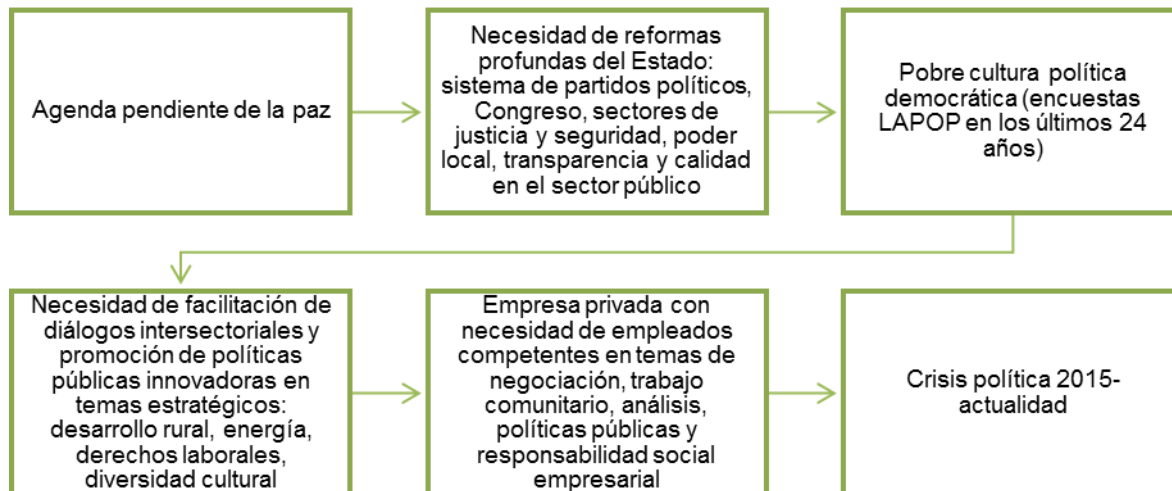 Agenda pendiente de la paz
Necesidad de reformas
profundas del Estado:
sistema de partidos políticos,
Congreso, sectores de
justicia y seguridad, poder
local, transparencia y calidad
en el sector público
Pobre cultura política
democrática (encuestas
LAPOP en los últimos 24
años)
Necesidad de facilitación de
diálogos intersectoriales y
promoción de políticas
públicas innovadoras en
temas estratégicos:
desarrollo rural, energía,
derechos laborales,
diversidad cultural
Empresa privada con
necesidad de empleados
competentes en temas de
negociación, trabajo
comunitario, análisis,
políticas públicas y
responsabilidad social
empresarial
Crisis política 2015-
actualidad